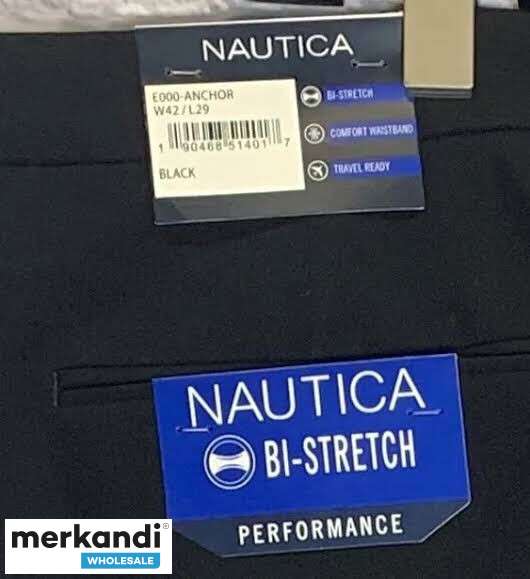 NAUTICA
E000-ANCHOR
W42/L29
1 90468 51401 7
BLACK
BI-STRETCH
COMFORT WAISTBAND
TRAVEL READY
NAUTICA
BI-STRETCH
PERFORMANCE
merkandi
WHOLESALE